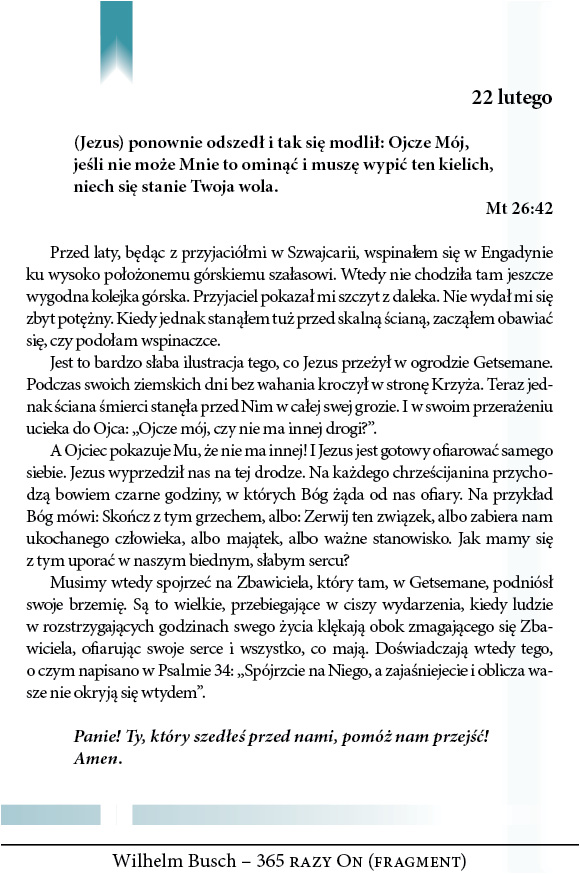 22 lutego
(Jezus) ponownie odszedł i tak się modlił: Ojcze Mój,
jeśli nie może Mnie to ominąć i muszę wypić ten kielich,
niech się stanie Twoja wola.
Mt 26:42
Przed laty, będąc z przyjaciółmi w Szwajcarii, wspinałem się w Engadynie
ku wysoko położonemu górskiemu szałasowi. Wtedy nie chodziła tam jeszcze
wygodna kolejka górska. Przyjaciel pokazał mi szczyt z daleka. Nie wydał mi się
zbyt potężny. Kiedy jednak stanąłem tuż przed skalną ścianą, zacząłem obawiać
się, czy podołam wspinaczce.
Jest to bardzo słaba ilustracja tego, co Jezus przeżył w ogrodzie Getsemane.
Podczas swoich ziemskich dni bez wahania kroczył w stronę Krzyża. Teraz jed-
nak ściana śmierci stanęła przed Nim w całej swej grozie. I w swoim przerażeniu
ucieka do Ojca: „Ojcze mój, czy nie ma innej drogi?”.
A Ojciec pokazuje Mu, że nie ma innej! I Jezus jest gotowy ofiarować samego
siebie. Jezus wyprzedził nas na tej drodze. Na każdego chrześcijanina przycho-
dzą bowiem czarne godziny, w których Bóg żąda od nas ofiary. Na przykład
Bóg mówi: Skończ z tym grzechem, albo: Zerwij ten związek, albo zabiera nam
ukochanego człowieka, albo majątek, albo ważne stanowisko. Jak mamy się
z tym uporać w naszym biednym, słabym sercu?
Musimy wtedy spojrzeć na Zbawiciela, który tam, w Getsemane, podniósł
swoje brzemię. Są to wielkie, przebiegające w ciszy wydarzenia, kiedy ludzie
w rozstrzygających godzinach swego życia klękają obok zmagającego się Zba-
wiciela, ofiarując swoje serce i wszystko, co mają. Doświadczają wtedy tego,
o czym napisano w Psalmie 34: „Spójrzcie na Niego, a zajaśniejecie i oblicza wa-
sze nie okryją się wtydem”.
Panie! Ty, który szedłeś przed nami, pomóż nam przejść!
Amen.
Wilhelm Busch – 365 razy On (fragment)